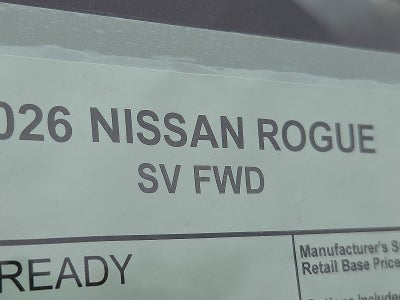 026 NISSAN ROGUE
SV FWD
READY
Manufacturer's S
Retail Base Price